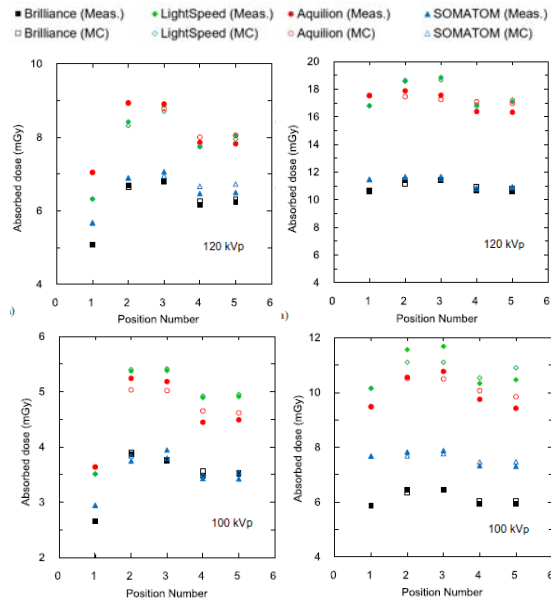 Brilliance (Meas.) LightSpeed (Meas.) Aquilion (Meas.) SOMATOM (Meas.)
Brilliance (MC) LightSpeed (MC) Aquilion (MC) SOMATOM (MC)
10
8
6
4
Absorbed dose (mGy)
120 kVp
0 1 2 3 4 5 6
Position Number
20
18
16
14
12
10
8
6
4
Absorbed dose (mGy)
120 kVp
0 1 2 3 4 5 6
Position Number
ı)
a)
6
5
4
3
2
Absorbed dose (mGy)
100 kVp
0 1 2 3 4 5 6
Position Number
12
10
8
6
4
Absorbed dose (mGy)
100 kVp
0 1 2 3 4 5 6
Position Number